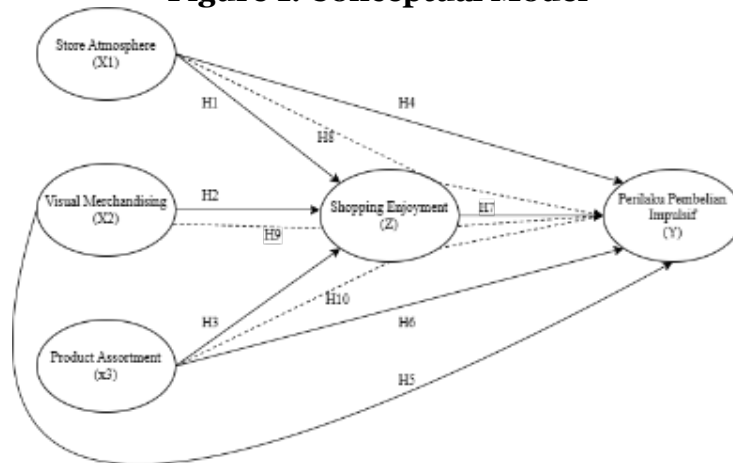 Figure 1. Conceptual Model
Store Atmosphere
(X1)
H1
H4
H8
Visual Merchandising
(X2)
H2
Shopping Enjoyment
(Z)
H7
Perilaku Pembelian
Impulsif
(Y)
H9
H3
H10
H6
Product Assortment
(x3)
H5